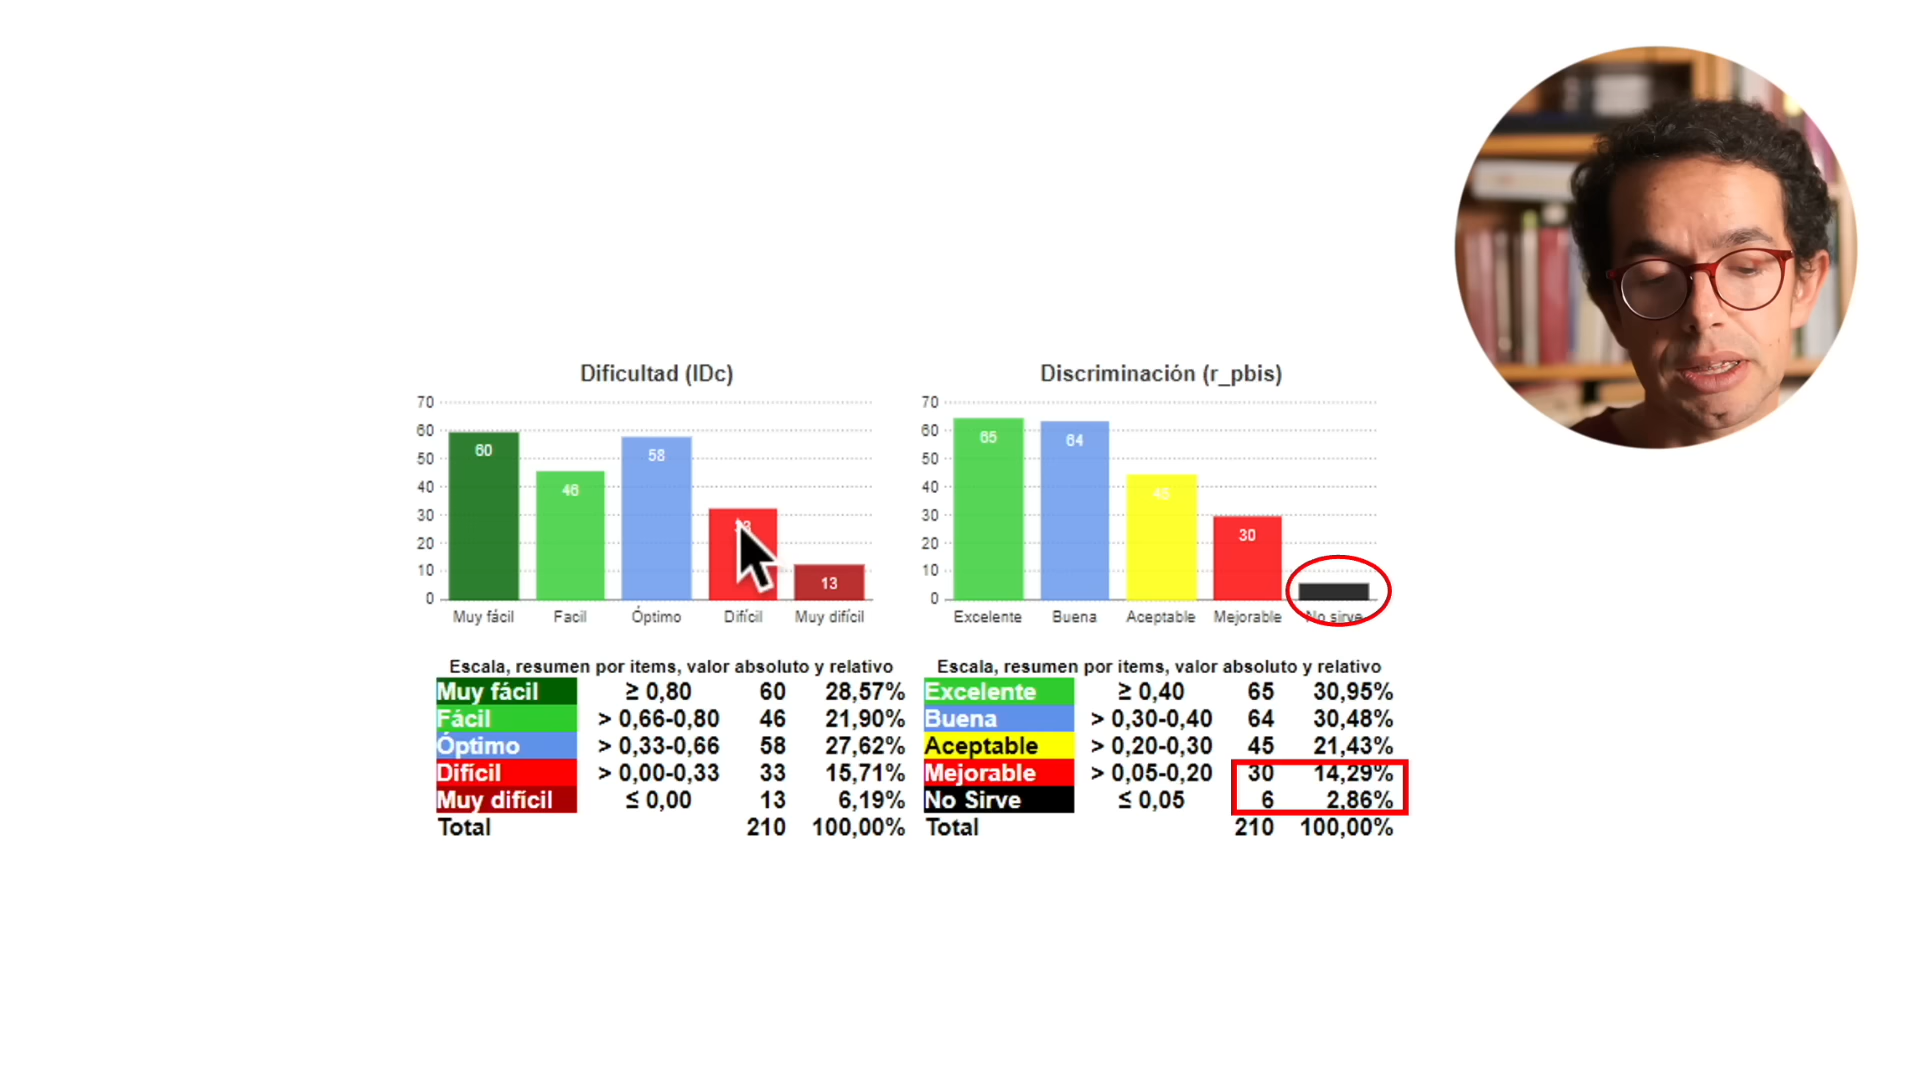 Dificultad (IDc)
70
60
50
40
30
20
10
0
60
46
58
13
Muy fácil Facil Óptimo Difícil Muy difícil
Discriminación (r_pbis)
70
60
50
40
30
20
10
0
65
64
45
30
Excelente Buena Aceptable Mejorable No sirve
Escala, resumen por items, valor absoluto y relativo
Muy fácil ≥ 0,80 60 28,57%
Fácil > 0,66-0,80 46 21,90%
Óptimo > 0,33-0,66 58 27,62%
Difícil > 0,00-0,33 33 15,71%
Muy difícil ≤ 0,00 13 6,19%
Total 210 100,00%
Escala, resumen por items, valor absoluto y relativo
Excelente ≥ 0,40 65 30,95%
Buena > 0,30-0,40 64 30,48%
Aceptable > 0,20-0,30 45 21,43%
Mejorable > 0,05-0,20 30 14,29%
No Sirve ≤ 0,05 6 2,86%
Total 210 100,00%